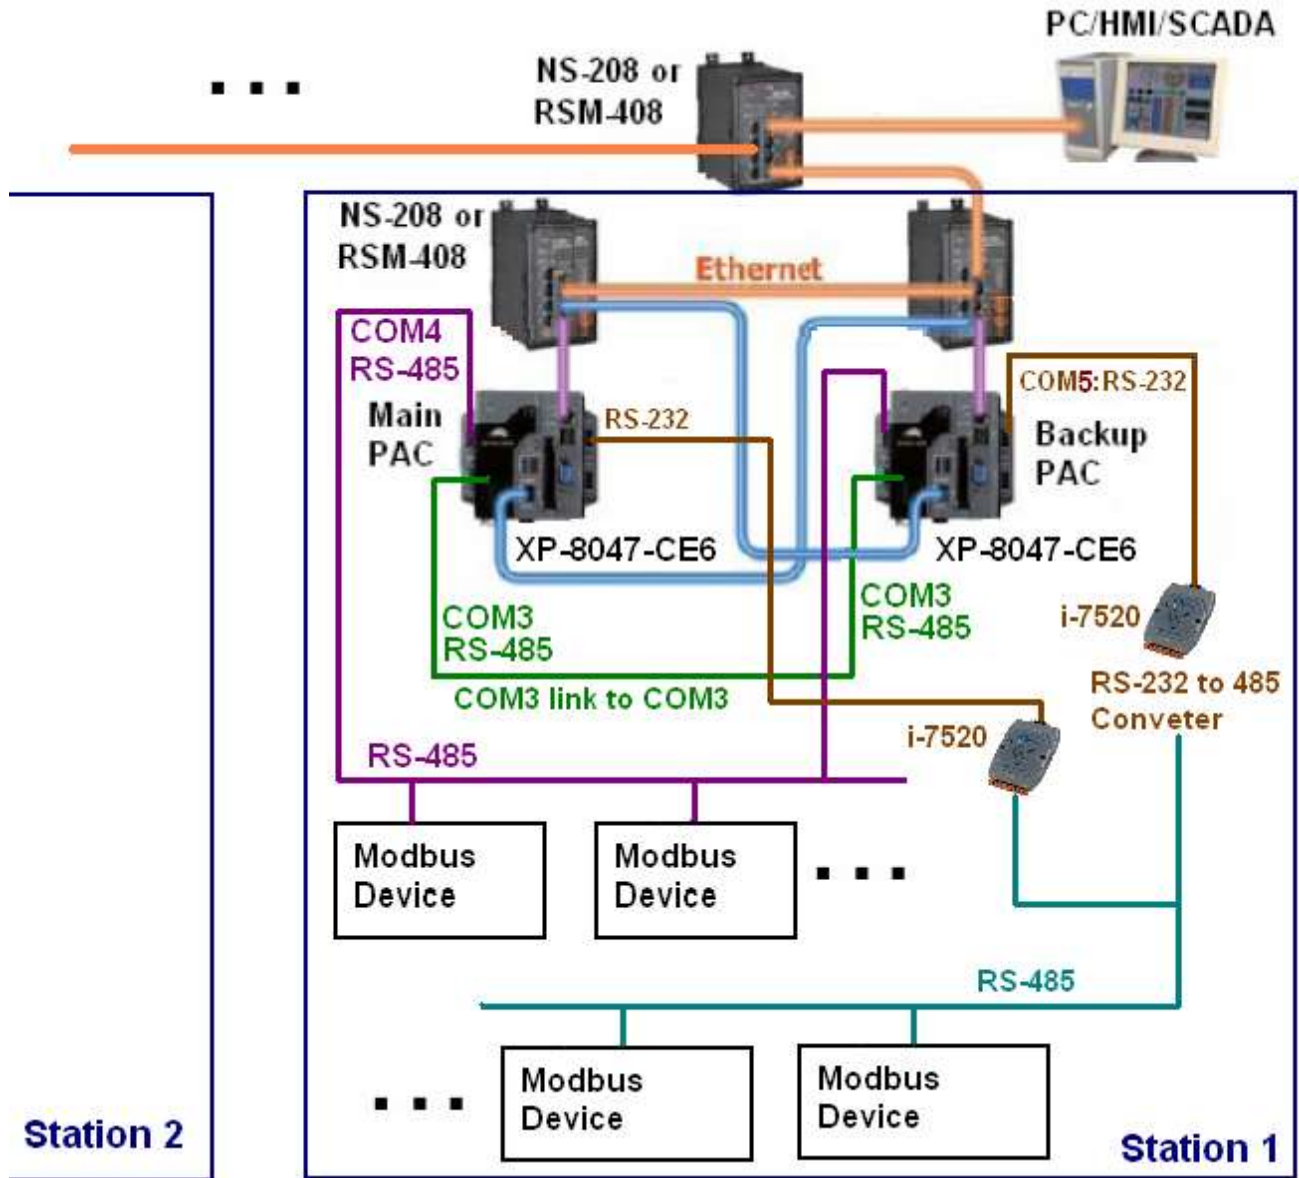 PC/HMI/SCADA
NS-208 or
RSM-408
NS-208 or
RSM-408
Ethernet
COM4
RS-485
COM5:RS-232
Main
PAC
RS-232
Backup
PAC
XP-8047-CE6
XP-8047-CE6
COM3
RS-485
COM3
RS-485
i-7520
COM3 link to COM3
RS-232 to 485
Conveter
i-7520
RS-485
Modbus
Device
Modbus
Device
RS-485
Modbus
Device
Modbus
Device
Station 2
Station 1